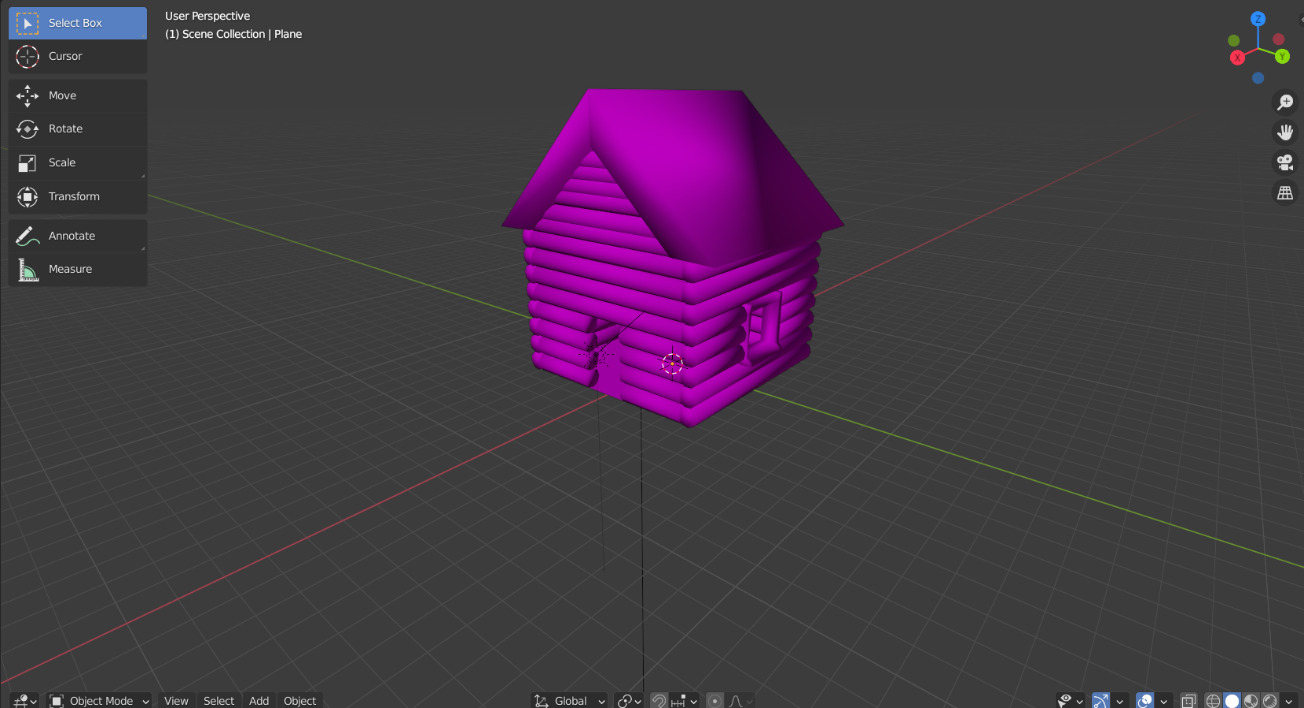 Select Box
Cursor
Move
Rotate
Scale
Transform
Annotate
Measure
User Perspective
(1) Scene Collection | Plane
Z
X
Y
Object Mode View Select Add Object Global